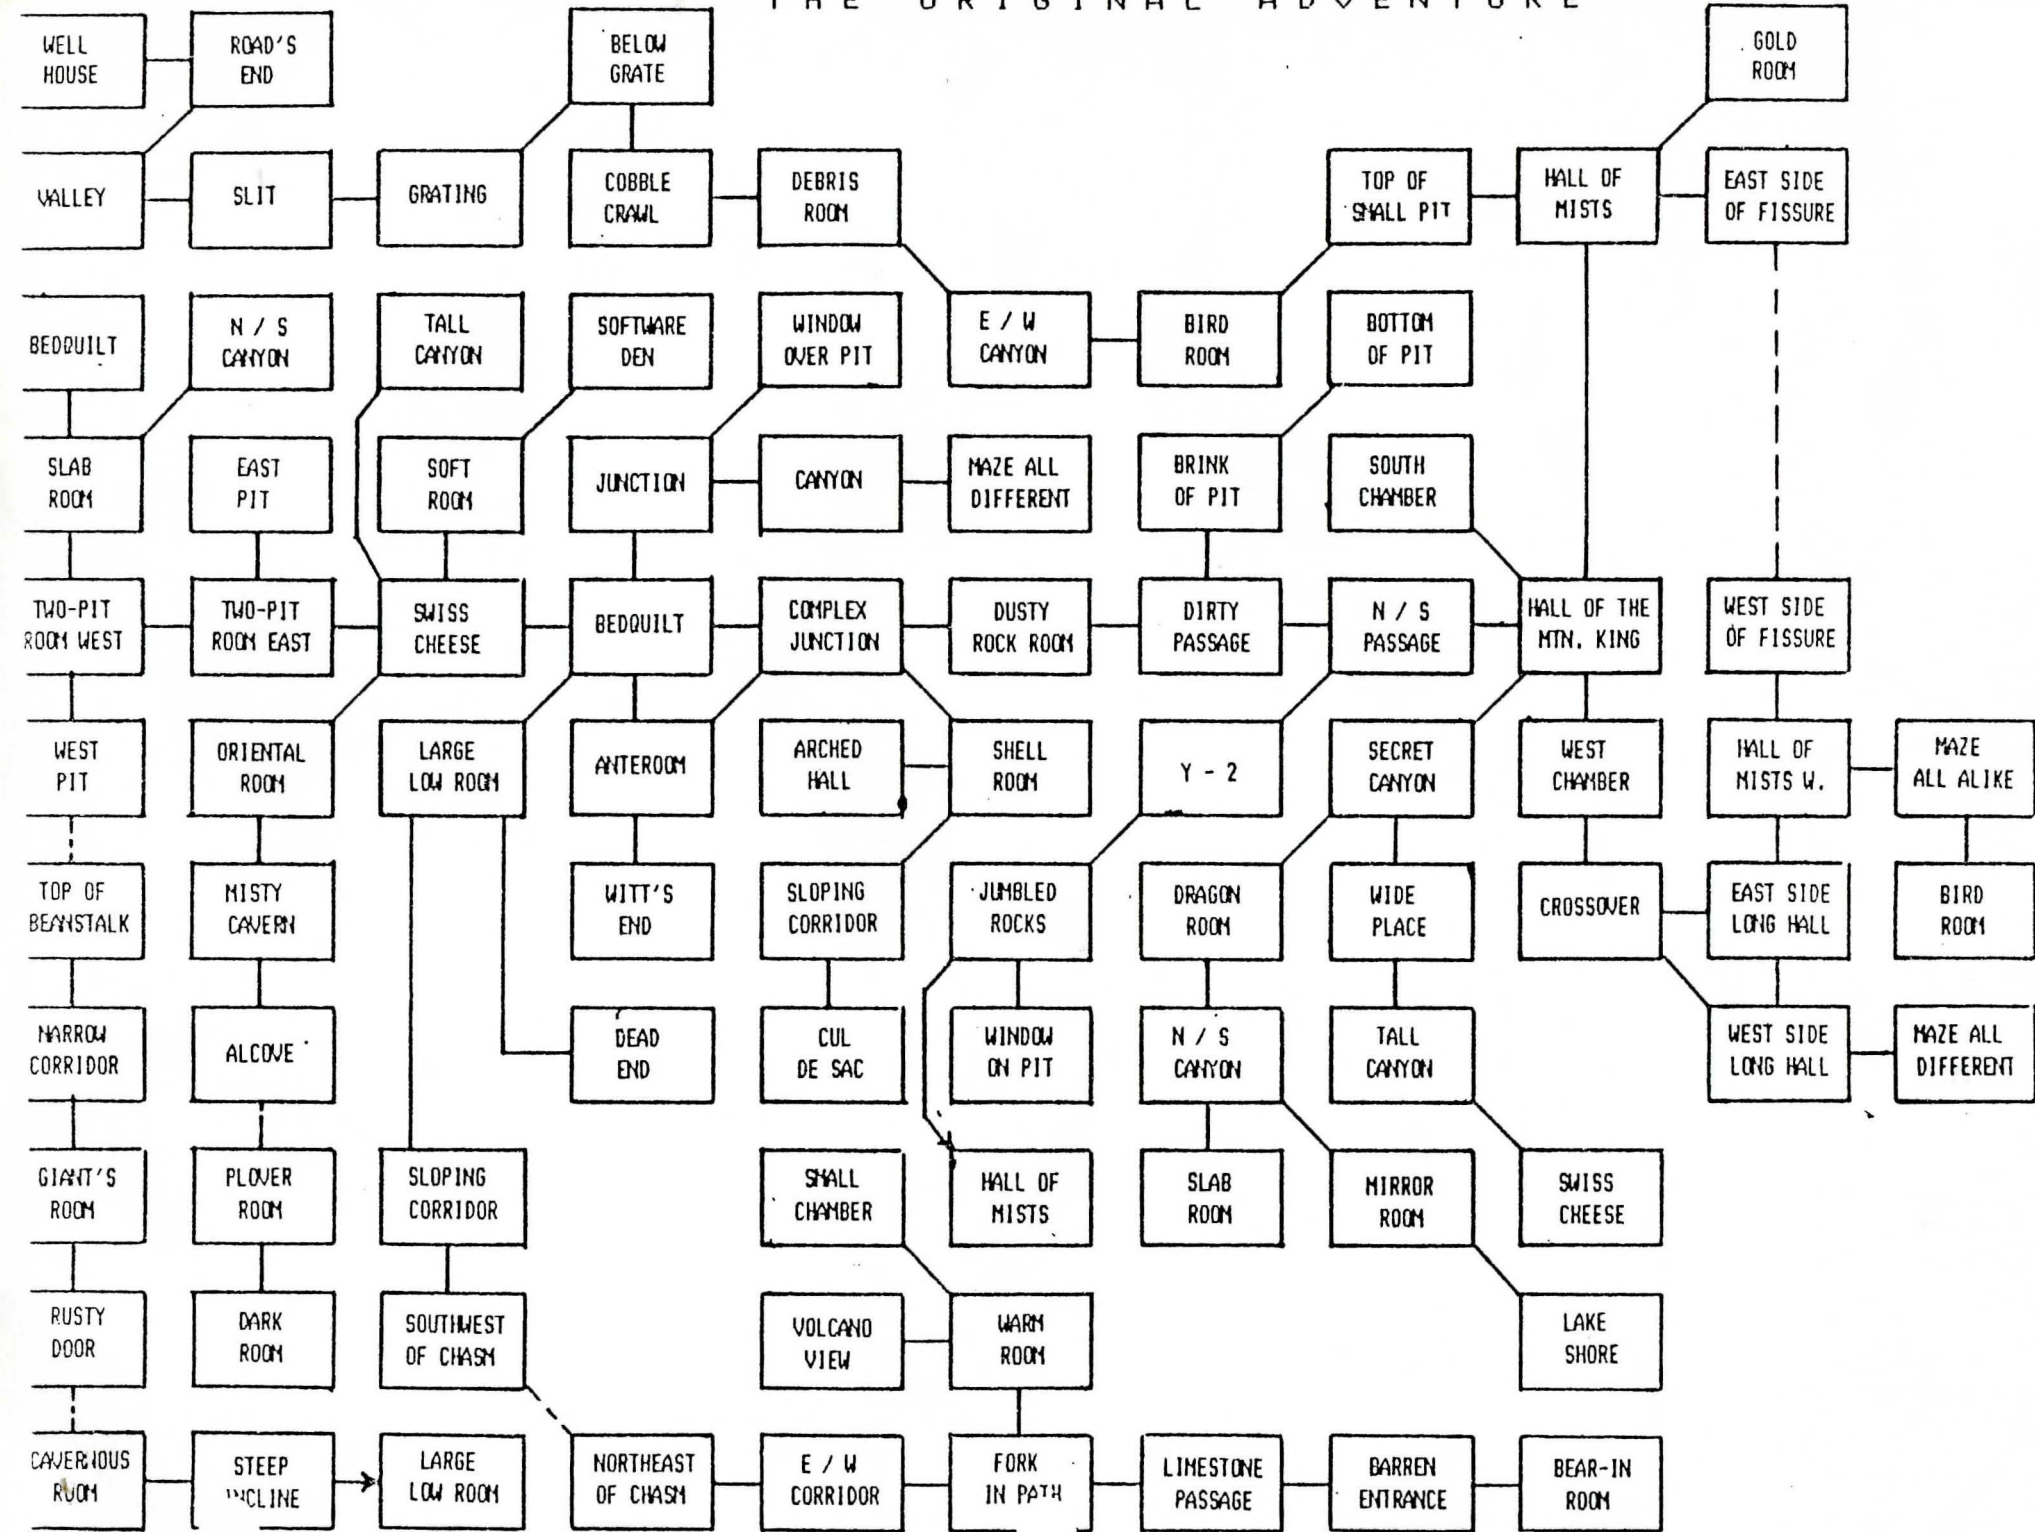 THE ORIGINAL ADVENTURE
WELL
HOUSE
ROAD'S
END
BELOW
GRATE
GOLD
ROOM
VALLEY
SLIT
GRATING
COBBLE
CRAWL
DEBRIS
ROOM
TOP OF
SMALL PIT
HALL OF
MISTS
EAST SIDE
OF FISSURE
BEDQUILT
N / S
CANYON
TALL
CANYON
SOFTWARE
DEN
WINDOW
OVER PIT
E / W
CANYON
BIRD
ROOM
BOTTOM
OF PIT
SLAB
ROOM
EAST
PIT
SOFT
ROOM
JUNCTION
CANYON
MAZE ALL
DIFFERENT
BRINK
OF PIT
SOUTH
CHAMBER
TWO-PIT
ROOM WEST
TWO-PIT
ROOM EAST
SWISS
CHEESE
BEDQUILT
COMPLEX
JUNCTION
DUSTY
ROCK ROOM
DIRTY
PASSAGE
N / S
PASSAGE
HALL OF THE
MTN. KING
WEST SIDE
OF FISSURE
WEST
PIT
ORIENTAL
ROOM
LARGE
LOW ROOM
ANTEROOM
ARCHED
HALL
SHELL
ROOM
Y - 2
SECRET
CANYON
WEST
CHAMBER
HALL OF
MISTS W.
MAZE
ALL ALIKE
TOP OF
BEANSTALK
MISTY
CAVERN
WITT'S
END
SLOPING
CORRIDOR
JUMBLED
ROCKS
DRAGON
ROOM
WIDE
PLACE
CROSSOVER
EAST SIDE
LONG HALL
BIRD
ROOM
NARROW
CORRIDOR
ALCOVE
DEAD
END
CUL
DE SAC
WINDOW
ON PIT
N / S
CANYON
TALL
CANYON
WEST SIDE
LONG HALL
MAZE ALL
DIFFERENT
GIANT'S
ROOM
PLOVER
ROOM
SLOPING
CORRIDOR
SMALL
CHAMBER
HALL OF
MISTS
SLAB
ROOM
MIRROR
ROOM
SWISS
CHEESE
RUSTY
DOOR
DARK
ROOM
SOUTHWEST
OF CHASM
VOLCANO
VIEW
WARM
ROOM
LAKE
SHORE
CAVERNOUS
ROOM
STEEP
INCLINE
LARGE
LOW ROOM
NORTHEAST
OF CHASM
E / W
CORRIDOR
FORK
IN PATH
LIMESTONE
PASSAGE
BARREN
ENTRANCE
BEAR-IN
ROOM